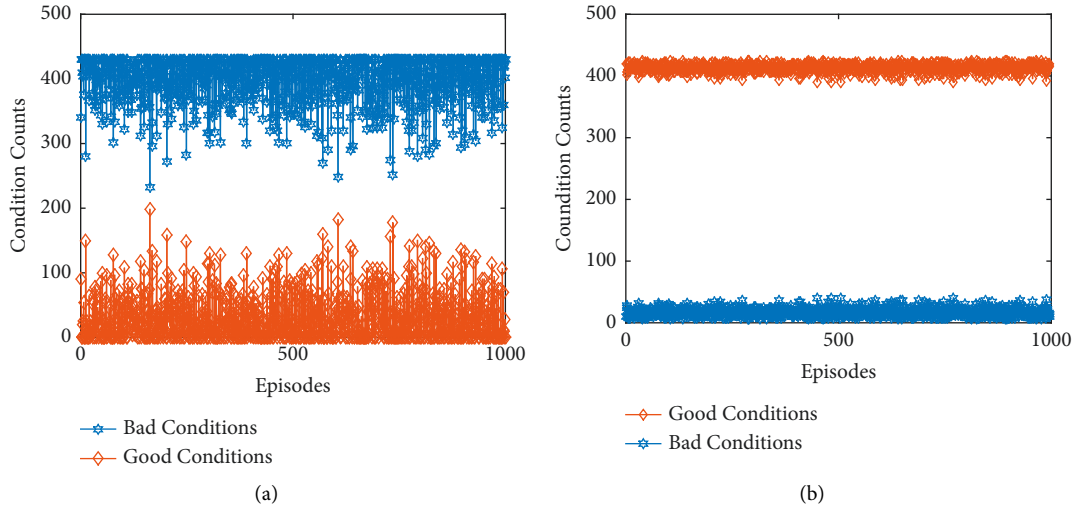 500
400
300
200
100
0
Condition Counts
0
500
1000
Episodes
Bad Conditions
Good Conditions
(a)
500
400
300
200
100
0
Coundition Counts
0
500
1000
Episodes
Good Conditions
Bad Conditions
(b)